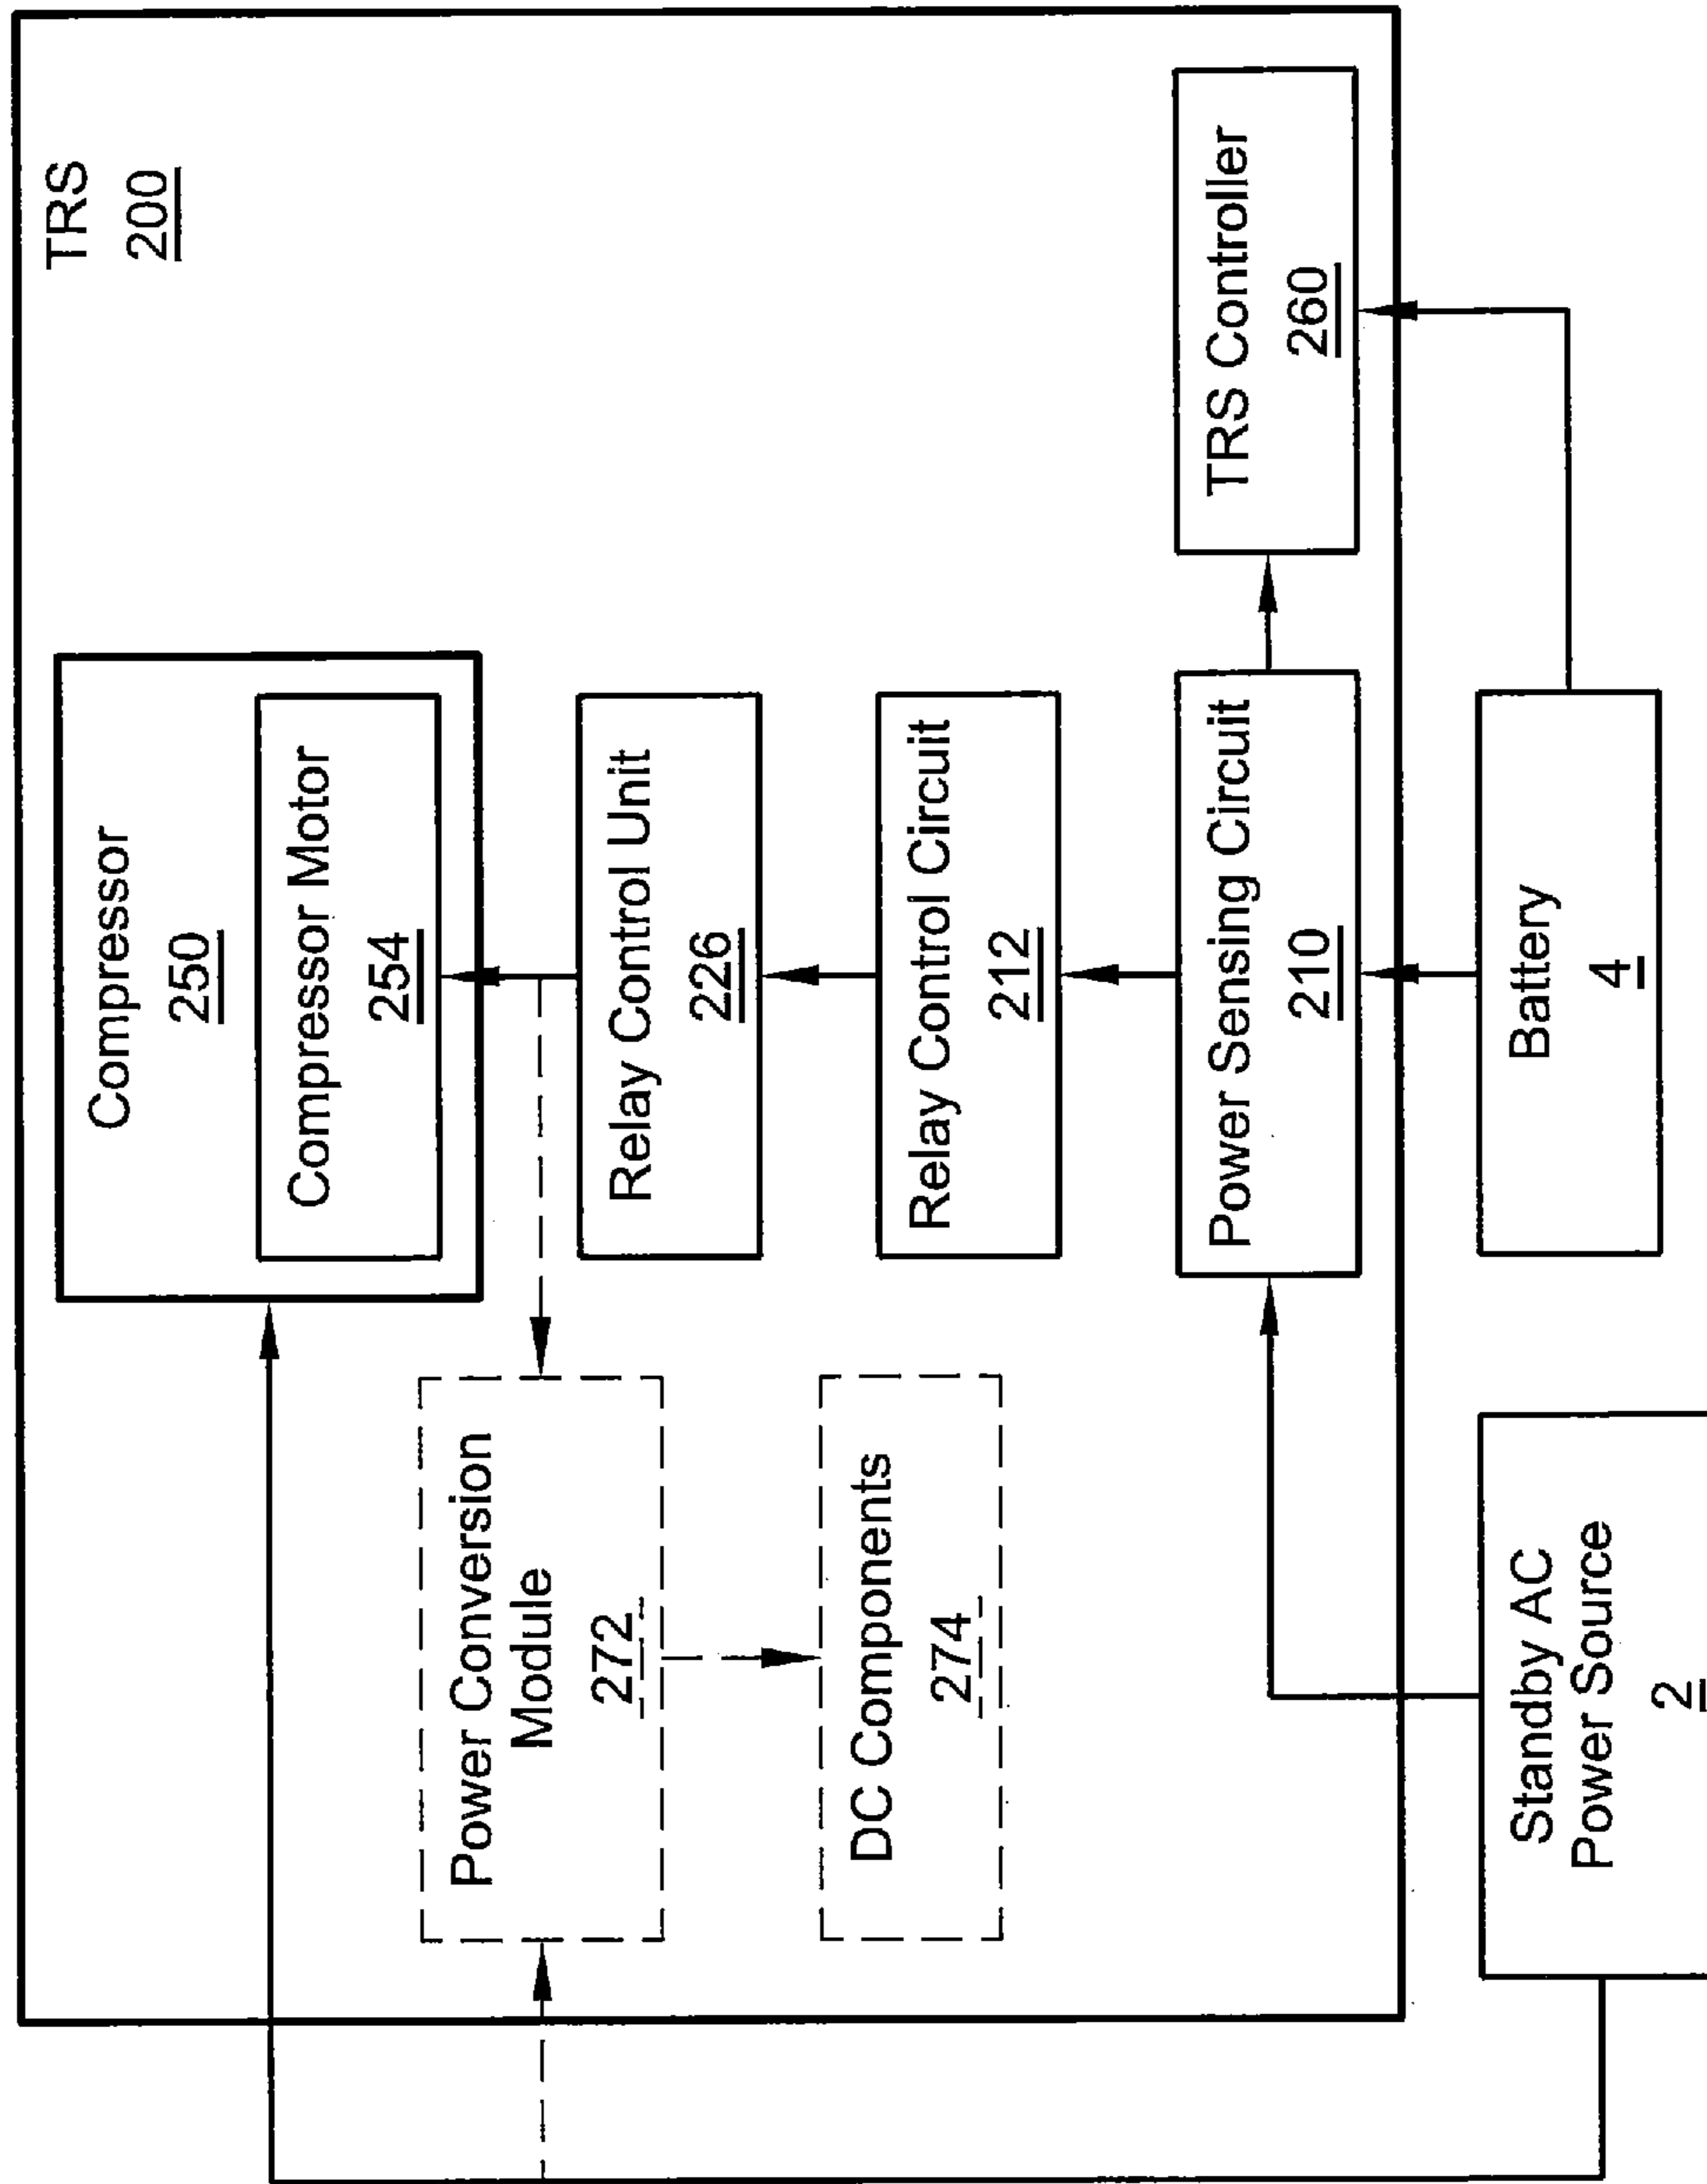 TRS
200
Compressor
250
Compressor Motor
254
Power Conversion
Module
272
Relay Control Unit
226
DC Components
274
Relay Control Circuit
212
Power Sensing Circuit
210
TRS Controller
260
Standby AC
Power Source
2
Battery
4